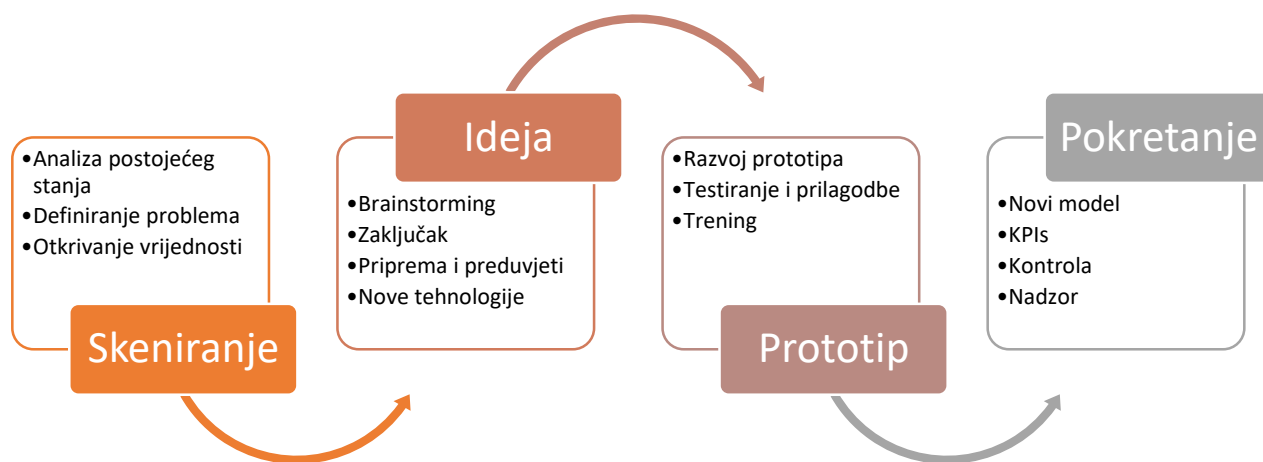 •Analiza postojećeg
stanja
•Definiranje problema
•Otkrivanje vrijednosti
Skeniranje
Ideja
•Brainstorming
•Zaključak
•Priprema i preduvjeti
•Nove tehnologije
•Razvoj prototipa
•Testiranje i prilagodbe
•Trening
Prototip
Pokretanje
•Novi model
•KPIs
•Kontrola
•Nadzor